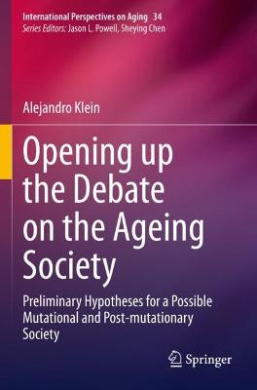 International Perspectives on Aging 34
Series Editors: Jason L. Powell, Sheying Chen
Alejandro Klein
Opening up
the Debate
on the Ageing
Society
Preliminary Hypotheses for a Possible
Mutational and Post-mutationary
Society
Springer